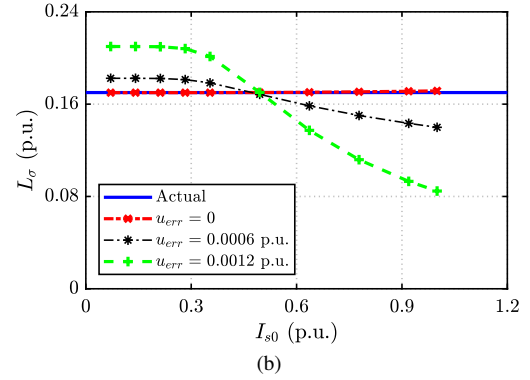 0.24
0.16
0.08
0
L_σ (p.u.)
Actual
u_err = 0
u_err = 0.0006 p.u.
u_err = 0.0012 p.u.
0 0.3 0.6 0.9 1.2
I_s0 (p.u.)
(b)